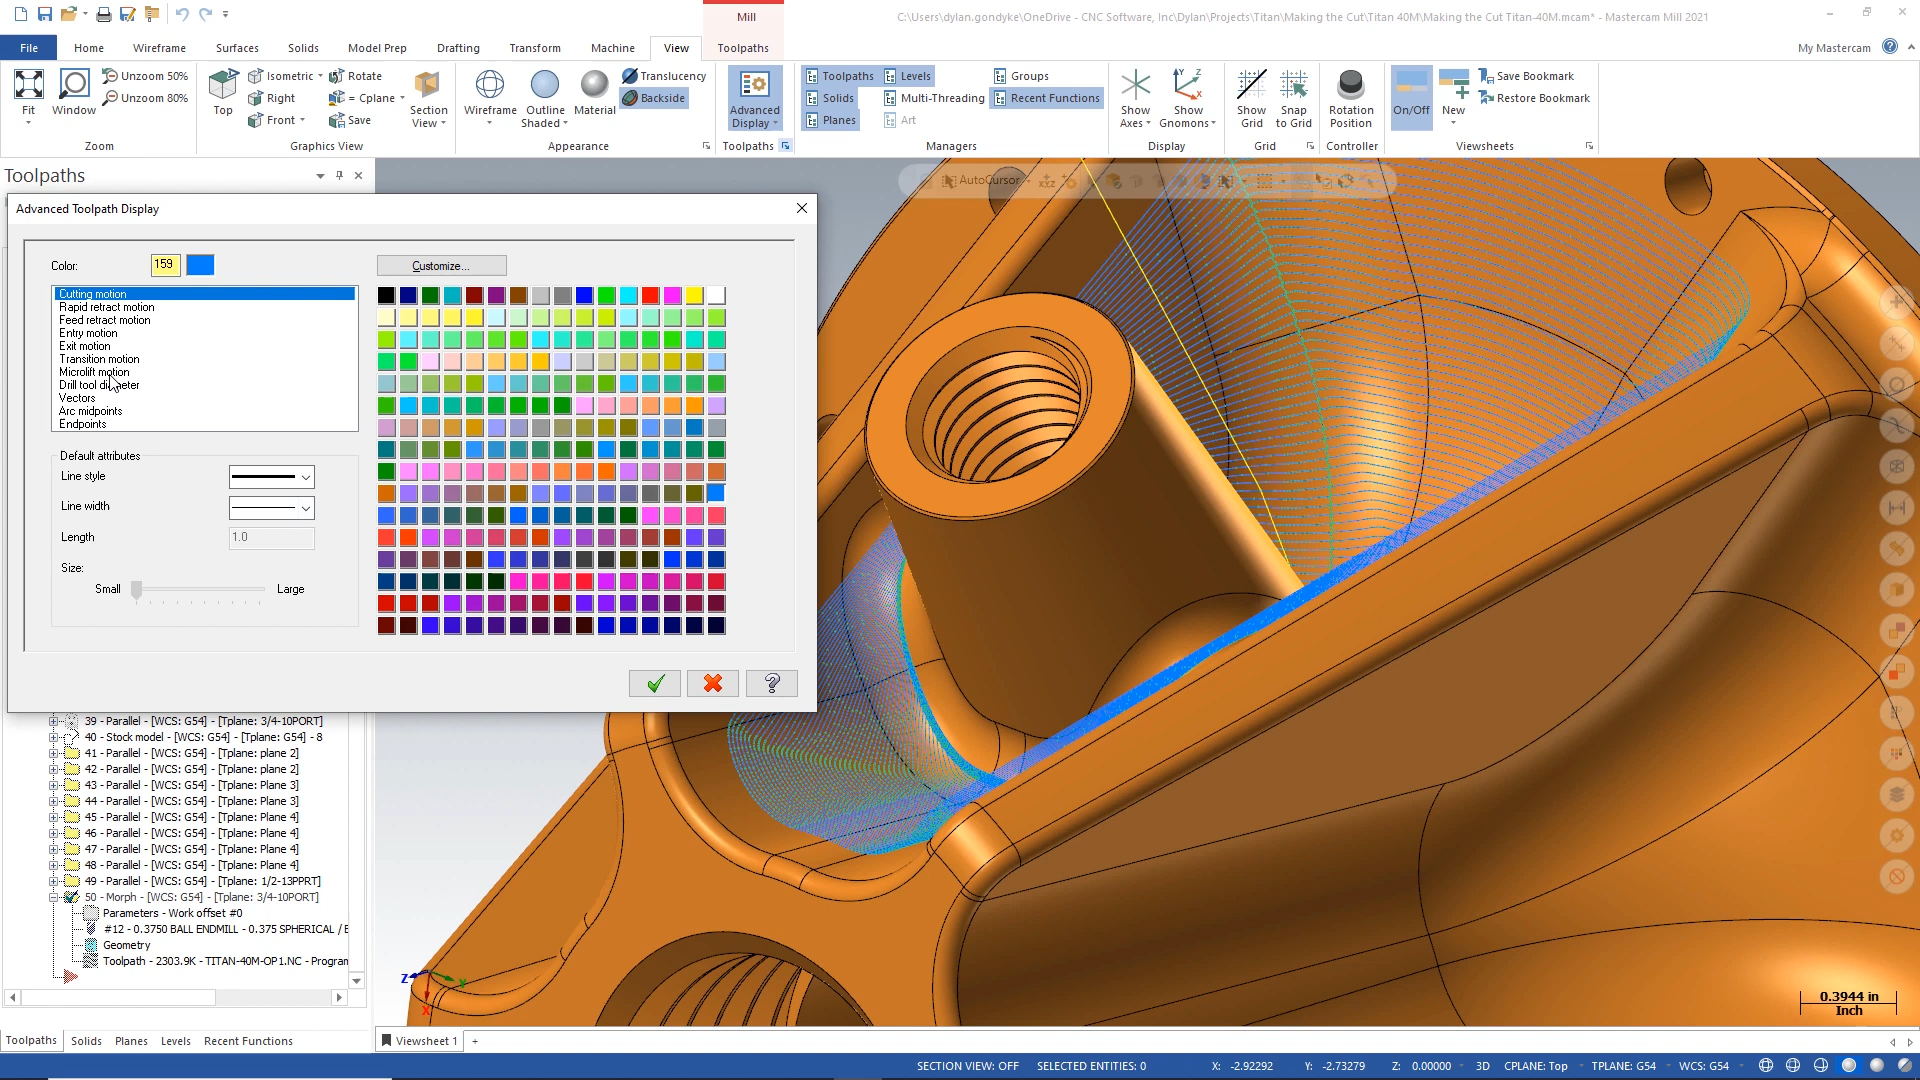 Mill
C:\Users\dylan.gondyke\OneDrive - CNC Software, Inc\Dylan\Projects\Titan\Making the Cut\Titan 40M\Making the Cut Titan-40M.mcam* - Mastercam Mill 2021
File Home Wireframe Surfaces Solids Model Prep Drafting Transform Machine View Toolpaths My Mastercam
Unzoom 50% Isometric Rotate Translucency Toolpaths Levels Groups Save Bookmark
Unzoom 80% Right = Cplane Backside Solids Multi-Threading Recent Functions Restore Bookmark
Front Save Planes Art
Fit Window Top Section View Wireframe Outline Shaded Material Advanced Display Show Axes Show Gnomons Show Grid Snap to Grid Rotation Position On/Off New
Zoom Graphics View Appearance Toolpaths Managers Display Grid Controller Viewsheets
Toolpaths
AutoCursor
Advanced Toolpath Display
Color: 159 Customize...
Cutting motion
Rapid retract motion
Feed retract motion
Entry motion
Exit motion
Transition motion
Microlift motion
Drill tool diameter
Vectors
Arc midpoints
Endpoints
Default attributes
Line style
Line width
Length 1.0
Size:
Small Large
39 - Parallel - [WCS: G54] - [Tplane: 3/4-10PORT]
40 - Stock model - [WCS: G54] - [Tplane: G54] - 8
41 - Parallel - [WCS: G54] - [Tplane: plane 2]
42 - Parallel - [WCS: G54] - [Tplane: plane 2]
43 - Parallel - [WCS: G54] - [Tplane: Plane 3]
44 - Parallel - [WCS: G54] - [Tplane: Plane 3]
45 - Parallel - [WCS: G54] - [Tplane: Plane 4]
46 - Parallel - [WCS: G54] - [Tplane: Plane 4]
47 - Parallel - [WCS: G54] - [Tplane: Plane 4]
48 - Parallel - [WCS: G54] - [Tplane: Plane 4]
49 - Parallel - [WCS: G54] - [Tplane: 1/2-13PPRT]
50 - Morph - [WCS: G54] - [Tplane: 3/4-10PORT]
Parameters - Work offset #0
#12 - 0.3750 BALL ENDMILL - 0.375 SPHERICAL / E
Geometry
Toolpath - 2303.9K - TITAN-40M-OP1.NC - Program
Z Y
X
0.3944 in
Inch
Toolpaths Solids Planes Levels Recent Functions Viewsheet 1 +
SECTION VIEW: OFF SELECTED ENTITIES: 0 X: -2.92292 Y: -2.73279 Z: 0.00000 3D CPLANE: Top TPLANE: G54 WCS: G54